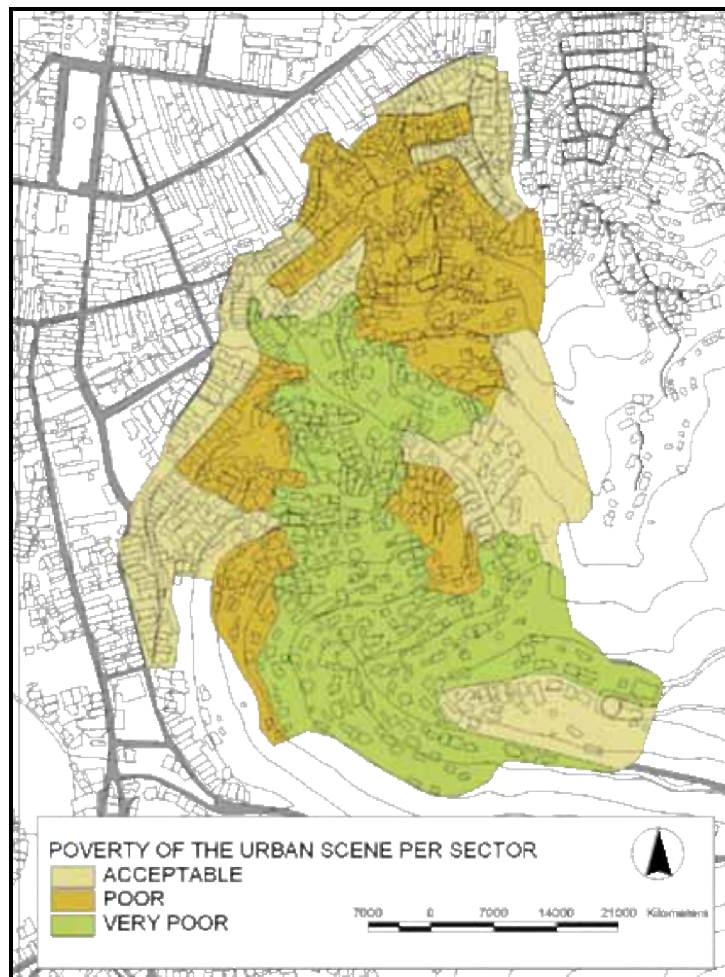 POVERTY OF THE URBAN SCENE PER SECTOR
ACCEPTABLE
POOR
VERY POOR
7000 0 7000 14000 21000 Kilometers